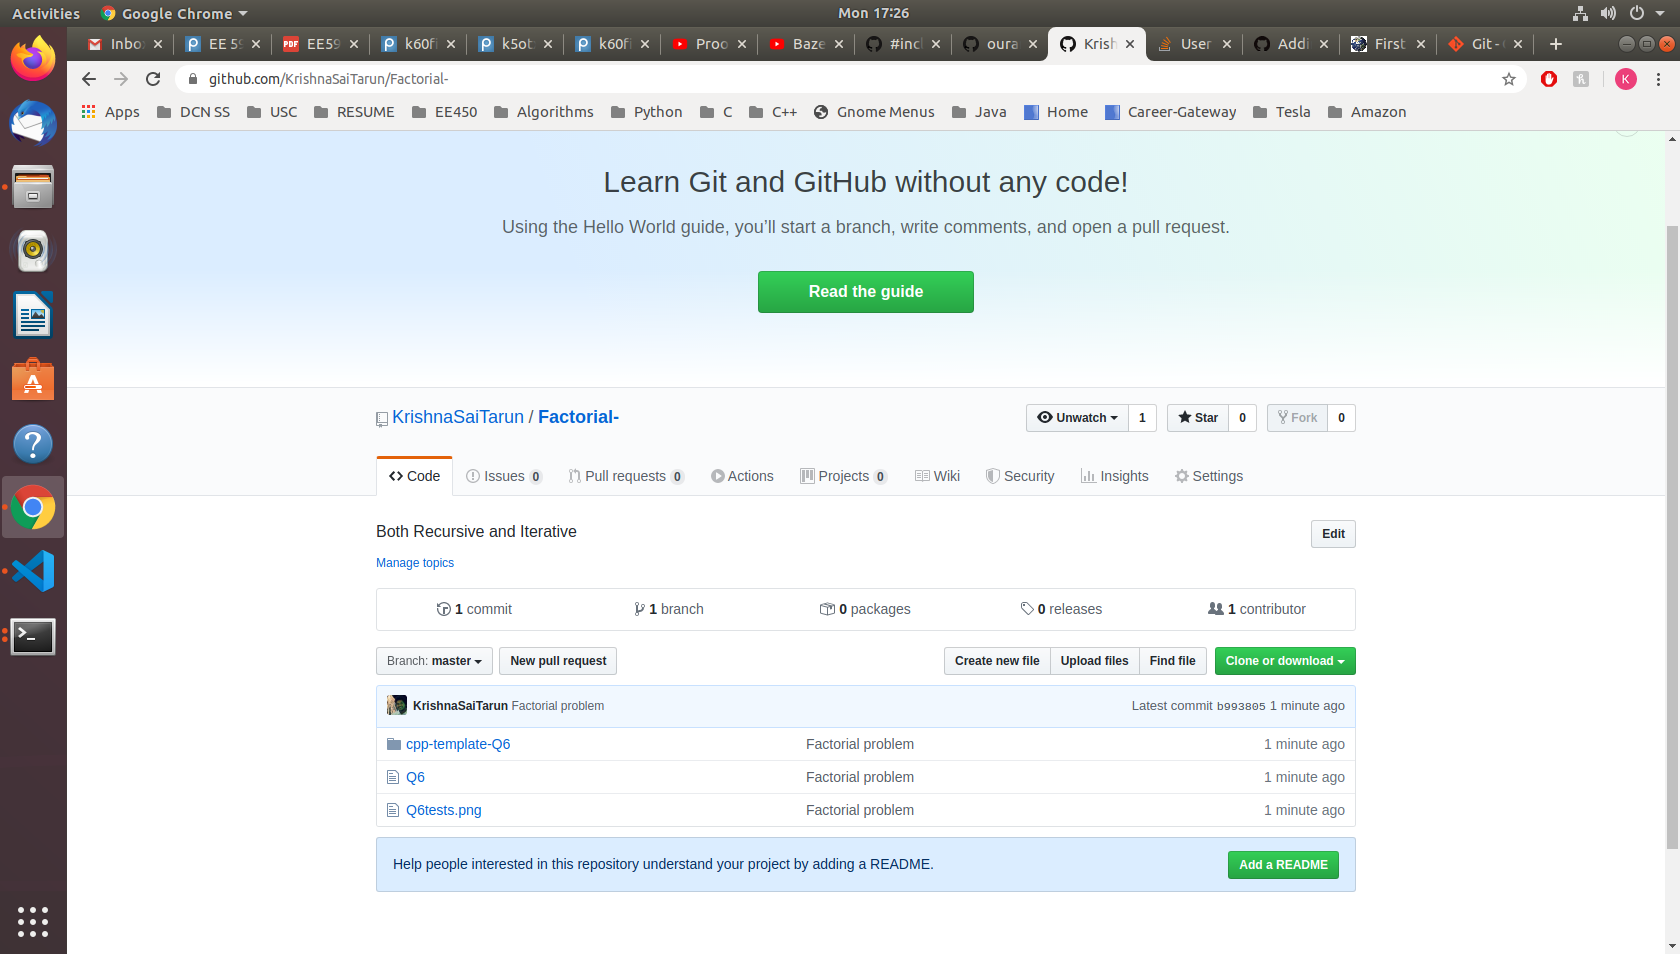 Activities Google Chrome Mon 17:26
Inbox EE 59 EE59 k60fi k5ot k60fi Proo Baze #incl oura Krish User Addi First Git -
github.com/KrishnaSaiTarun/Factorial- K
Apps DCN SS USC RESUME EE450 Algorithms Python C C++ Gnome Menus Java Home Career-Gateway Tesla Amazon
Learn Git and GitHub without any code!
Using the Hello World guide, you’ll start a branch, write comments, and open a pull request.
Read the guide
KrishnaSaiTarun / Factorial- Unwatch 1 Star 0 Fork 0
Code Issues 0 Pull requests 0 Actions Projects 0 Wiki Security Insights Settings
Both Recursive and Iterative Edit
Manage topics
1 commit 1 branch 0 packages 0 releases 1 contributor
Branch: master New pull request Create new file Upload files Find file Clone or download
KrishnaSaiTarun Factorial problem Latest commit b993805 1 minute ago
cpp-template-Q6 Factorial problem 1 minute ago
Q6 Factorial problem 1 minute ago
Q6tests.png Factorial problem 1 minute ago
Help people interested in this repository understand your project by adding a README. Add a README